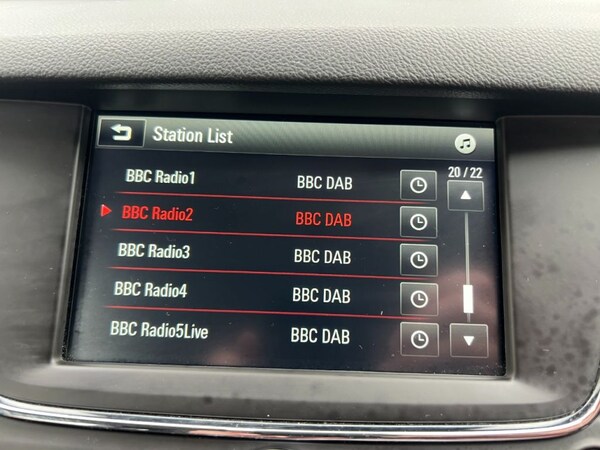 Station List
20 / 22
BBC Radio1 BBC DAB
BBC Radio2 BBC DAB
BBC Radio3 BBC DAB
BBC Radio4 BBC DAB
BBC Radio5Live BBC DAB